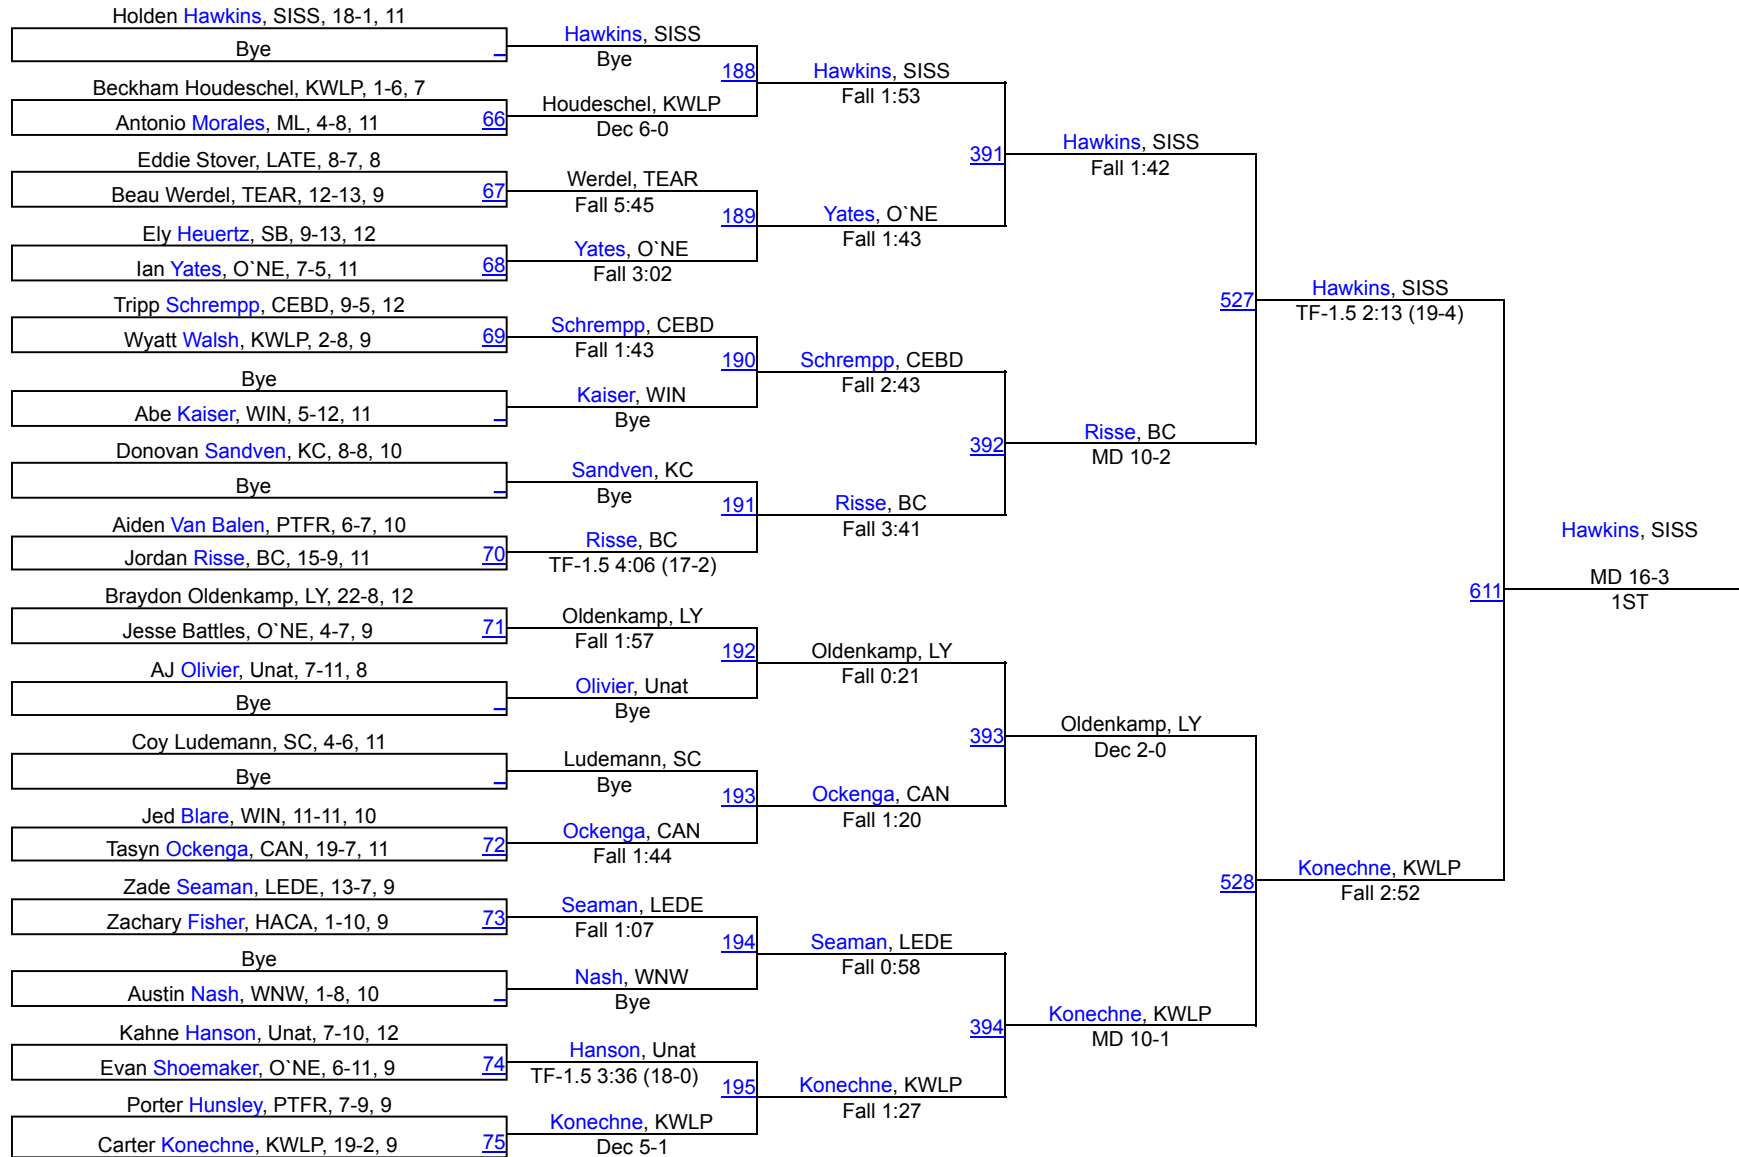 Holden Hawkins, SISS, 18-1, 11
Bye
Beckham Houdeschel, KWLP, 1-6, 7
Antonio Morales, ML, 4-8, 11
66
Eddie Stover, LATE, 8-7, 8
Beau Werdel, TEAR, 12-13, 9
67
Ely Heuertz, SB, 9-13, 12
Ian Yates, O`NE, 7-5, 11
68
Tripp Schrempp, CEBD, 9-5, 12
Wyatt Walsh, KWLP, 2-8, 9
69
Bye
Abe Kaiser, WIN, 5-12, 11
Donovan Sandven, KC, 8-8, 10
Bye
Aiden Van Balen, PTFR, 6-7, 10
Jordan Risse, BC, 15-9, 11
70
Braydon Oldenkamp, LY, 22-8, 12
Jesse Battles, O`NE, 4-7, 9
71
AJ Olivier, Unat, 7-11, 8
Bye
Coy Ludemann, SC, 4-6, 11
Bye
Jed Blare, WIN, 11-11, 10
Tasyn Ockenga, CAN, 19-7, 11
72
Zade Seaman, LEDE, 13-7, 9
Zachary Fisher, HACA, 1-10, 9
73
Bye
Austin Nash, WNW, 1-8, 10
Kahne Hanson, Unat, 7-10, 12
Evan Shoemaker, O`NE, 6-11, 9
74
Porter Hunsley, PTFR, 7-9, 9
Carter Konechne, KWLP, 19-2, 9
75
Hawkins, SISS
Bye
188
Houdeschel, KWLP
Dec 6-0
Werdel, TEAR
Fall 5:45
189
Yates, O`NE
Fall 3:02
Schrempp, CEBD
Fall 1:43
190
Kaiser, WIN
Bye
Sandven, KC
Bye
191
Risse, BC
TF-1.5 4:06 (17-2)
Oldenkamp, LY
Fall 1:57
192
Olivier, Unat
Bye
Ludemann, SC
Bye
193
Ockenga, CAN
Fall 1:44
Seaman, LEDE
Fall 1:07
194
Nash, WNW
Bye
Hanson, Unat
TF-1.5 3:36 (18-0)
195
Konechne, KWLP
Dec 5-1
Hawkins, SISS
Fall 1:53
391
Yates, O`NE
Fall 1:43
Schrempp, CEBD
Fall 2:43
392
Risse, BC
Fall 3:41
Oldenkamp, LY
Fall 0:21
393
Ockenga, CAN
Fall 1:20
Seaman, LEDE
Fall 0:58
394
Konechne, KWLP
Fall 1:27
Hawkins, SISS
Fall 1:42
527
Risse, BC
MD 10-2
Oldenkamp, LY
Dec 2-0
528
Konechne, KWLP
MD 10-1
Hawkins, SISS
TF-1.5 2:13 (19-4)
611
Konechne, KWLP
Fall 2:52
Hawkins, SISS
MD 16-3
1ST